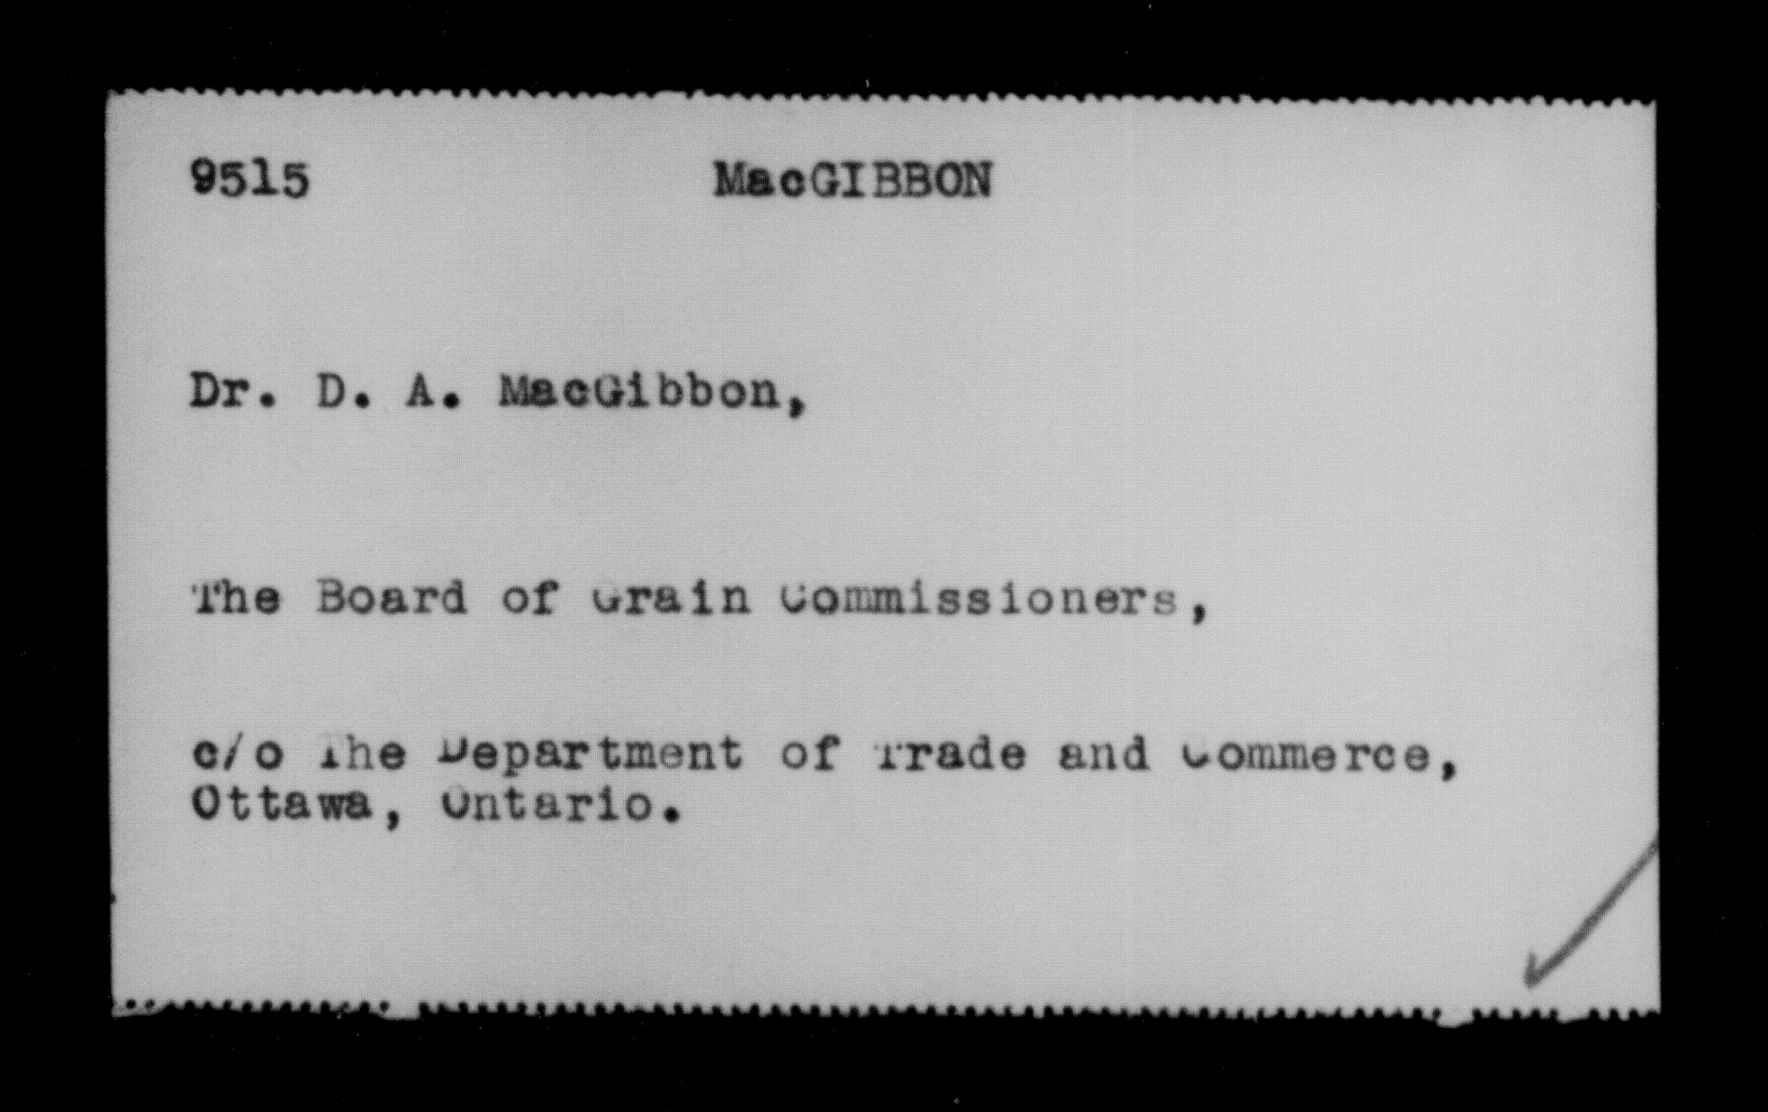 9515 MacGIBBON
Dr. D. A. MacGibbon,
The Board of Grain Commissioners,
c/o The Department of Trade and Commerce,
Ottawa, Ontario.